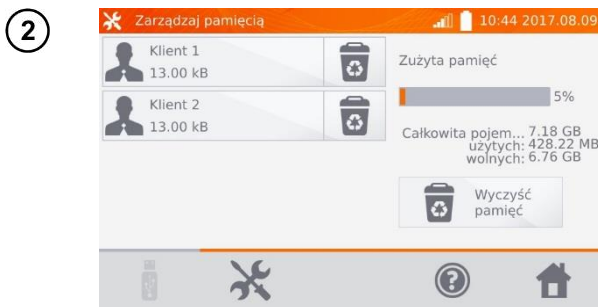 2
Zarządzaj pamięcią
10:44 2017.08.09
Klient 1
13.00 kB
Klient 2
13.00 kB
Zużyta pamięć
5%
Całkowita pojem... 7.18 GB
użytych: 428.22 MB
wolnych: 6.76 GB
Wyczyść
pamięć
?